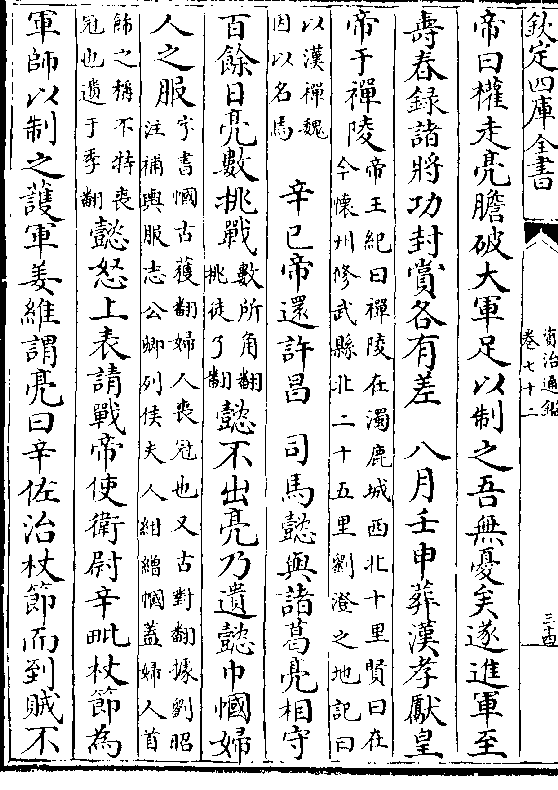 欽定四庫全書
資治通鑑
卷七十二
帝曰權走亮膽破大軍足以制之吾無憂矣遂進軍至
壽春録諸將功封賞各有差　八月壬申葬漢孝獻皇
帝于禪陵帝王紀曰禪陵在濁鹿城西北十里賢曰在
今懷州修武縣北二十五里劉澄之地記曰
以漢禪魏
因以名焉　辛巳帝還許昌　司馬懿與諸葛亮相守
百餘日亮數挑戰數所角翻
挑徒了翻懿不出亮乃遺懿巾幗婦
人之服字書幗古獲翻婦人喪冠也又古對翻據劉昭
注補輿服志公卿列侯夫人紺繒幗蓋婦人首
飾之稱不特喪
冠也遺于季翻懿怒上表請戰帝使衛尉辛毗杖節為
軍師以制之護軍姜維謂亮曰辛佐治杖節而到賊不